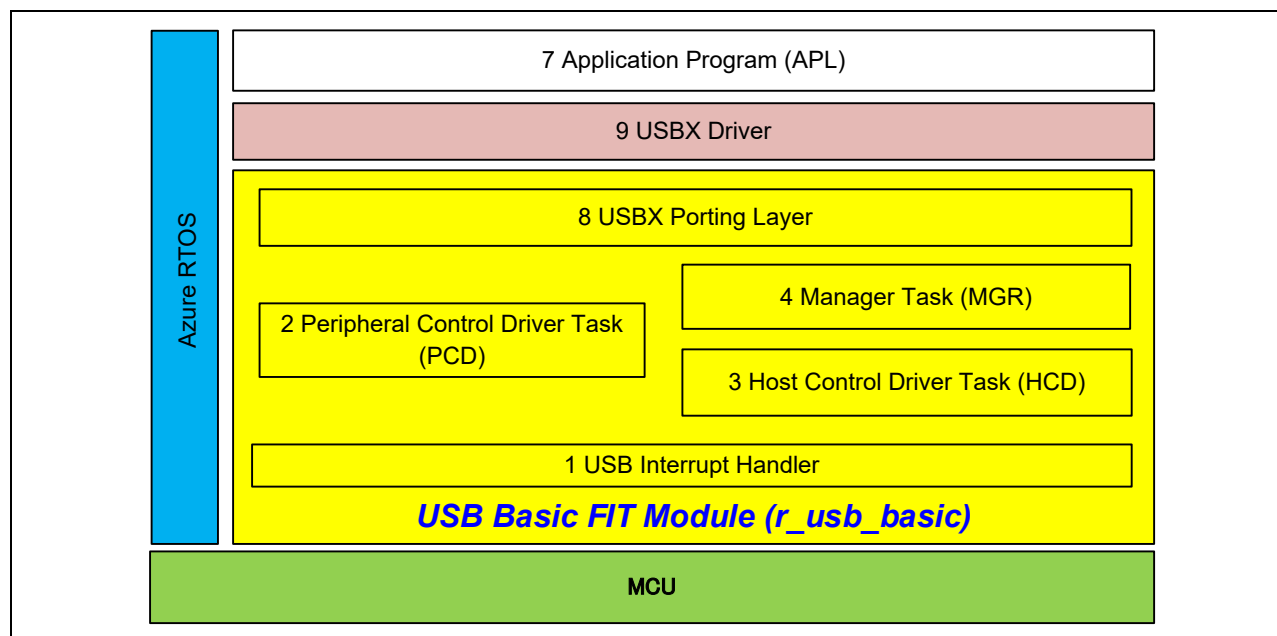 7 Application Program (APL)
9 USBX Driver
Azure RTOS
8 USBX Porting Layer
4 Manager Task (MGR)
2 Peripheral Control Driver Task
(PCD)
3 Host Control Driver Task (HCD)
1 USB Interrupt Handler
USB Basic FIT Module (r_usb_basic)
MCU